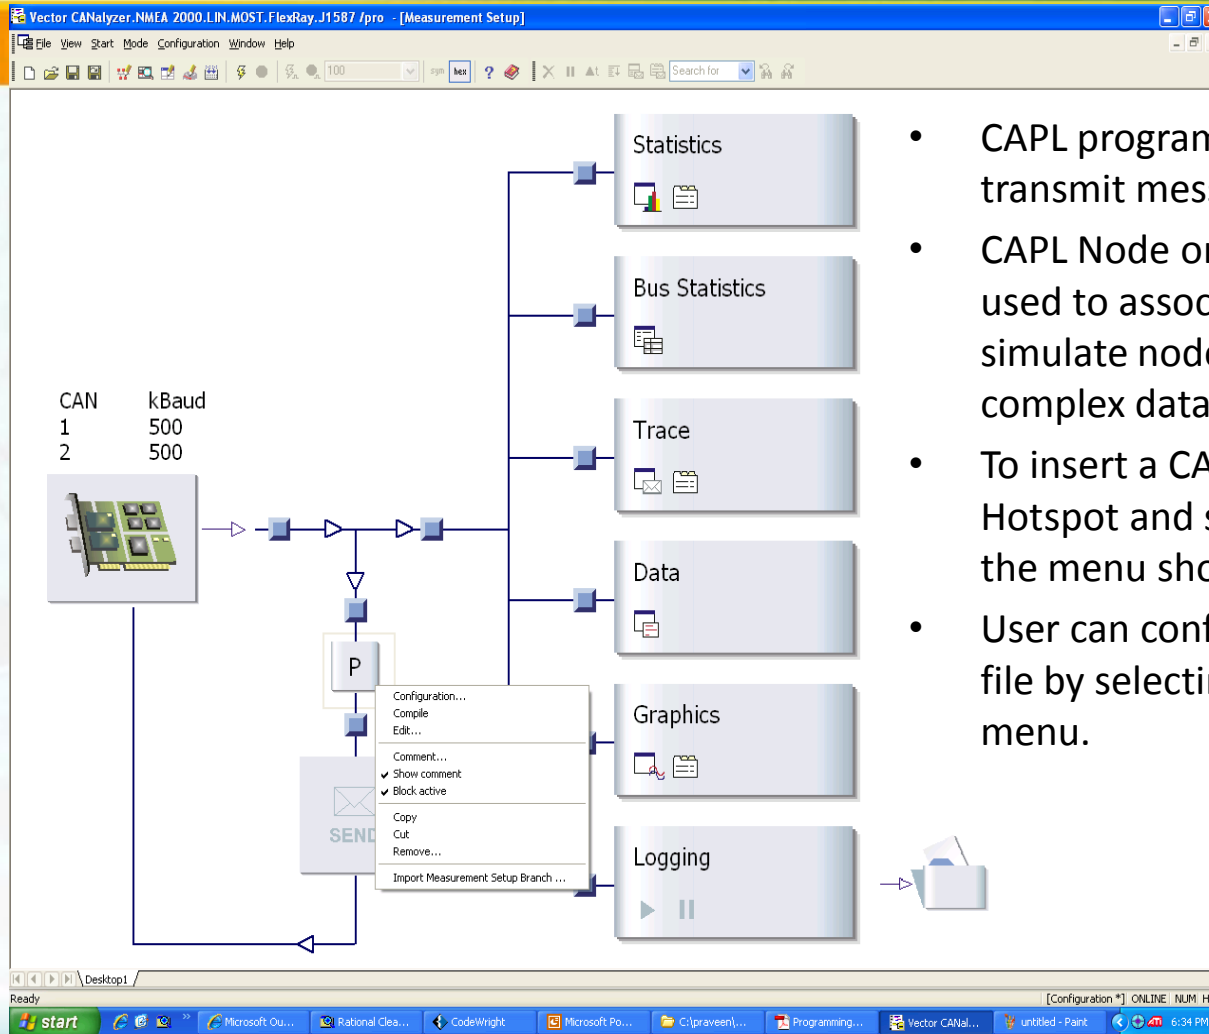 Vector CANalyzer.NMEA 2000.LIN.MOST.FlexRay.J1587 /pro - [Measurement Setup]
File View Start Mode Configuration Window Help
100
sym hex
Search for
Statistics
Bus Statistics
Trace
Data
Graphics
Logging
CAN kBaud
1 500
2 500
P
SEND
Configuration...
Compile
Edit...
Comment...
Show comment
Block active
Copy
Cut
Remove...
Import Measurement Setup Branch ...
• CAPL program
transmit mes
• CAPL Node o
used to assoc
simulate node
complex data
• To insert a CA
Hotspot and s
the menu sho
• User can conf
file by selecti
menu.
Desktop1
Ready
[Configuration *] ONLINE NUM H
start
Microsoft Ou...
Rational Clea...
CodeWright
Microsoft Po...
C:\praveen\...
Programming...
Vector CANal...
untitled - Paint
6:34 PM